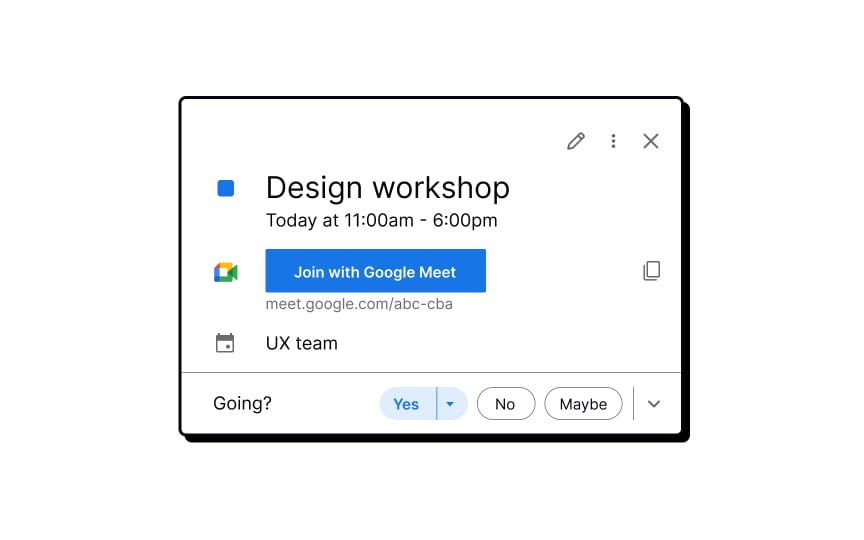 Design workshop
Today at 11:00am - 6:00pm
Join with Google Meet
meet.google.com/abc-cba
UX team
Going? Yes No Maybe